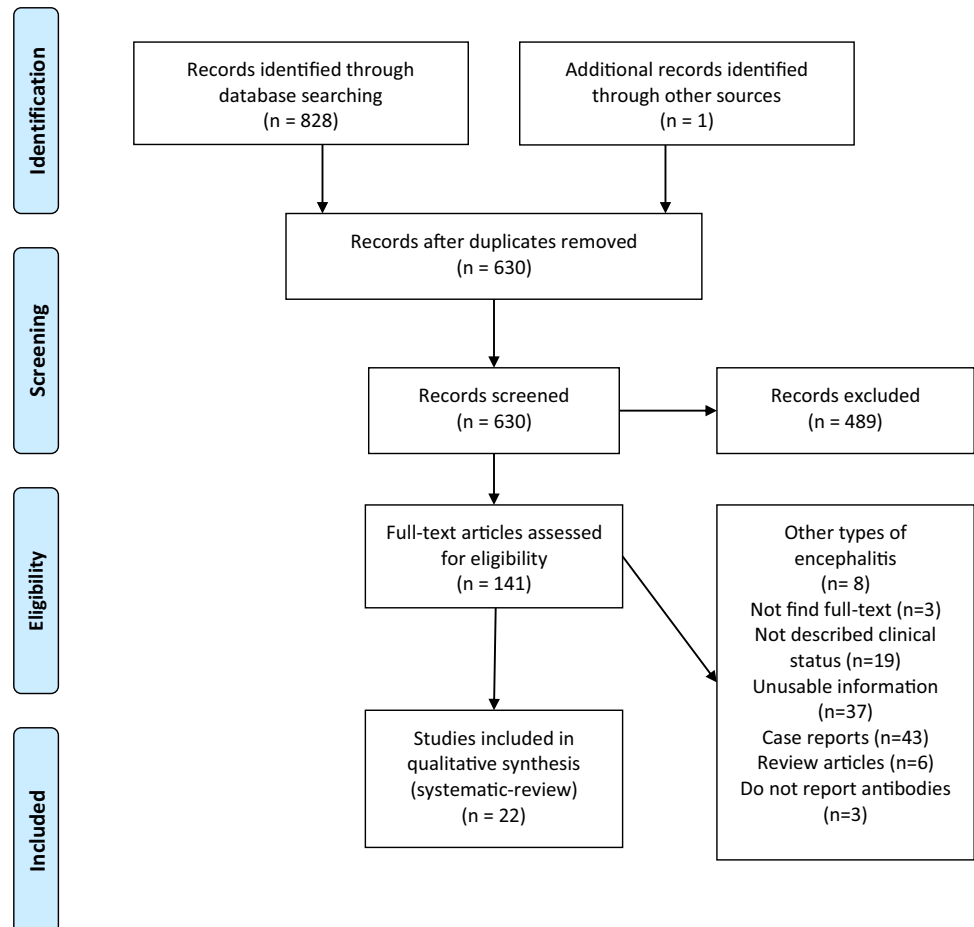 Identification
Records identified through
database searching
(n = 828)
Additional records identified
through other sources
(n = 1)
Records after duplicates removed
(n = 630)
Screening
Records screened
(n = 630)
Records excluded
(n = 489)
Eligibility
Full-text articles assessed
for eligibility
(n = 141)
Other types of
encephalitis
(n= 8)
Not find full-text (n=3)
Not described clinical
status (n=19)
Unusable information
(n=37)
Case reports (n=43)
Review articles (n=6)
Do not report antibodies
(n=3)
Included
Studies included in
qualitative synthesis
(systematic-review)
(n = 22)